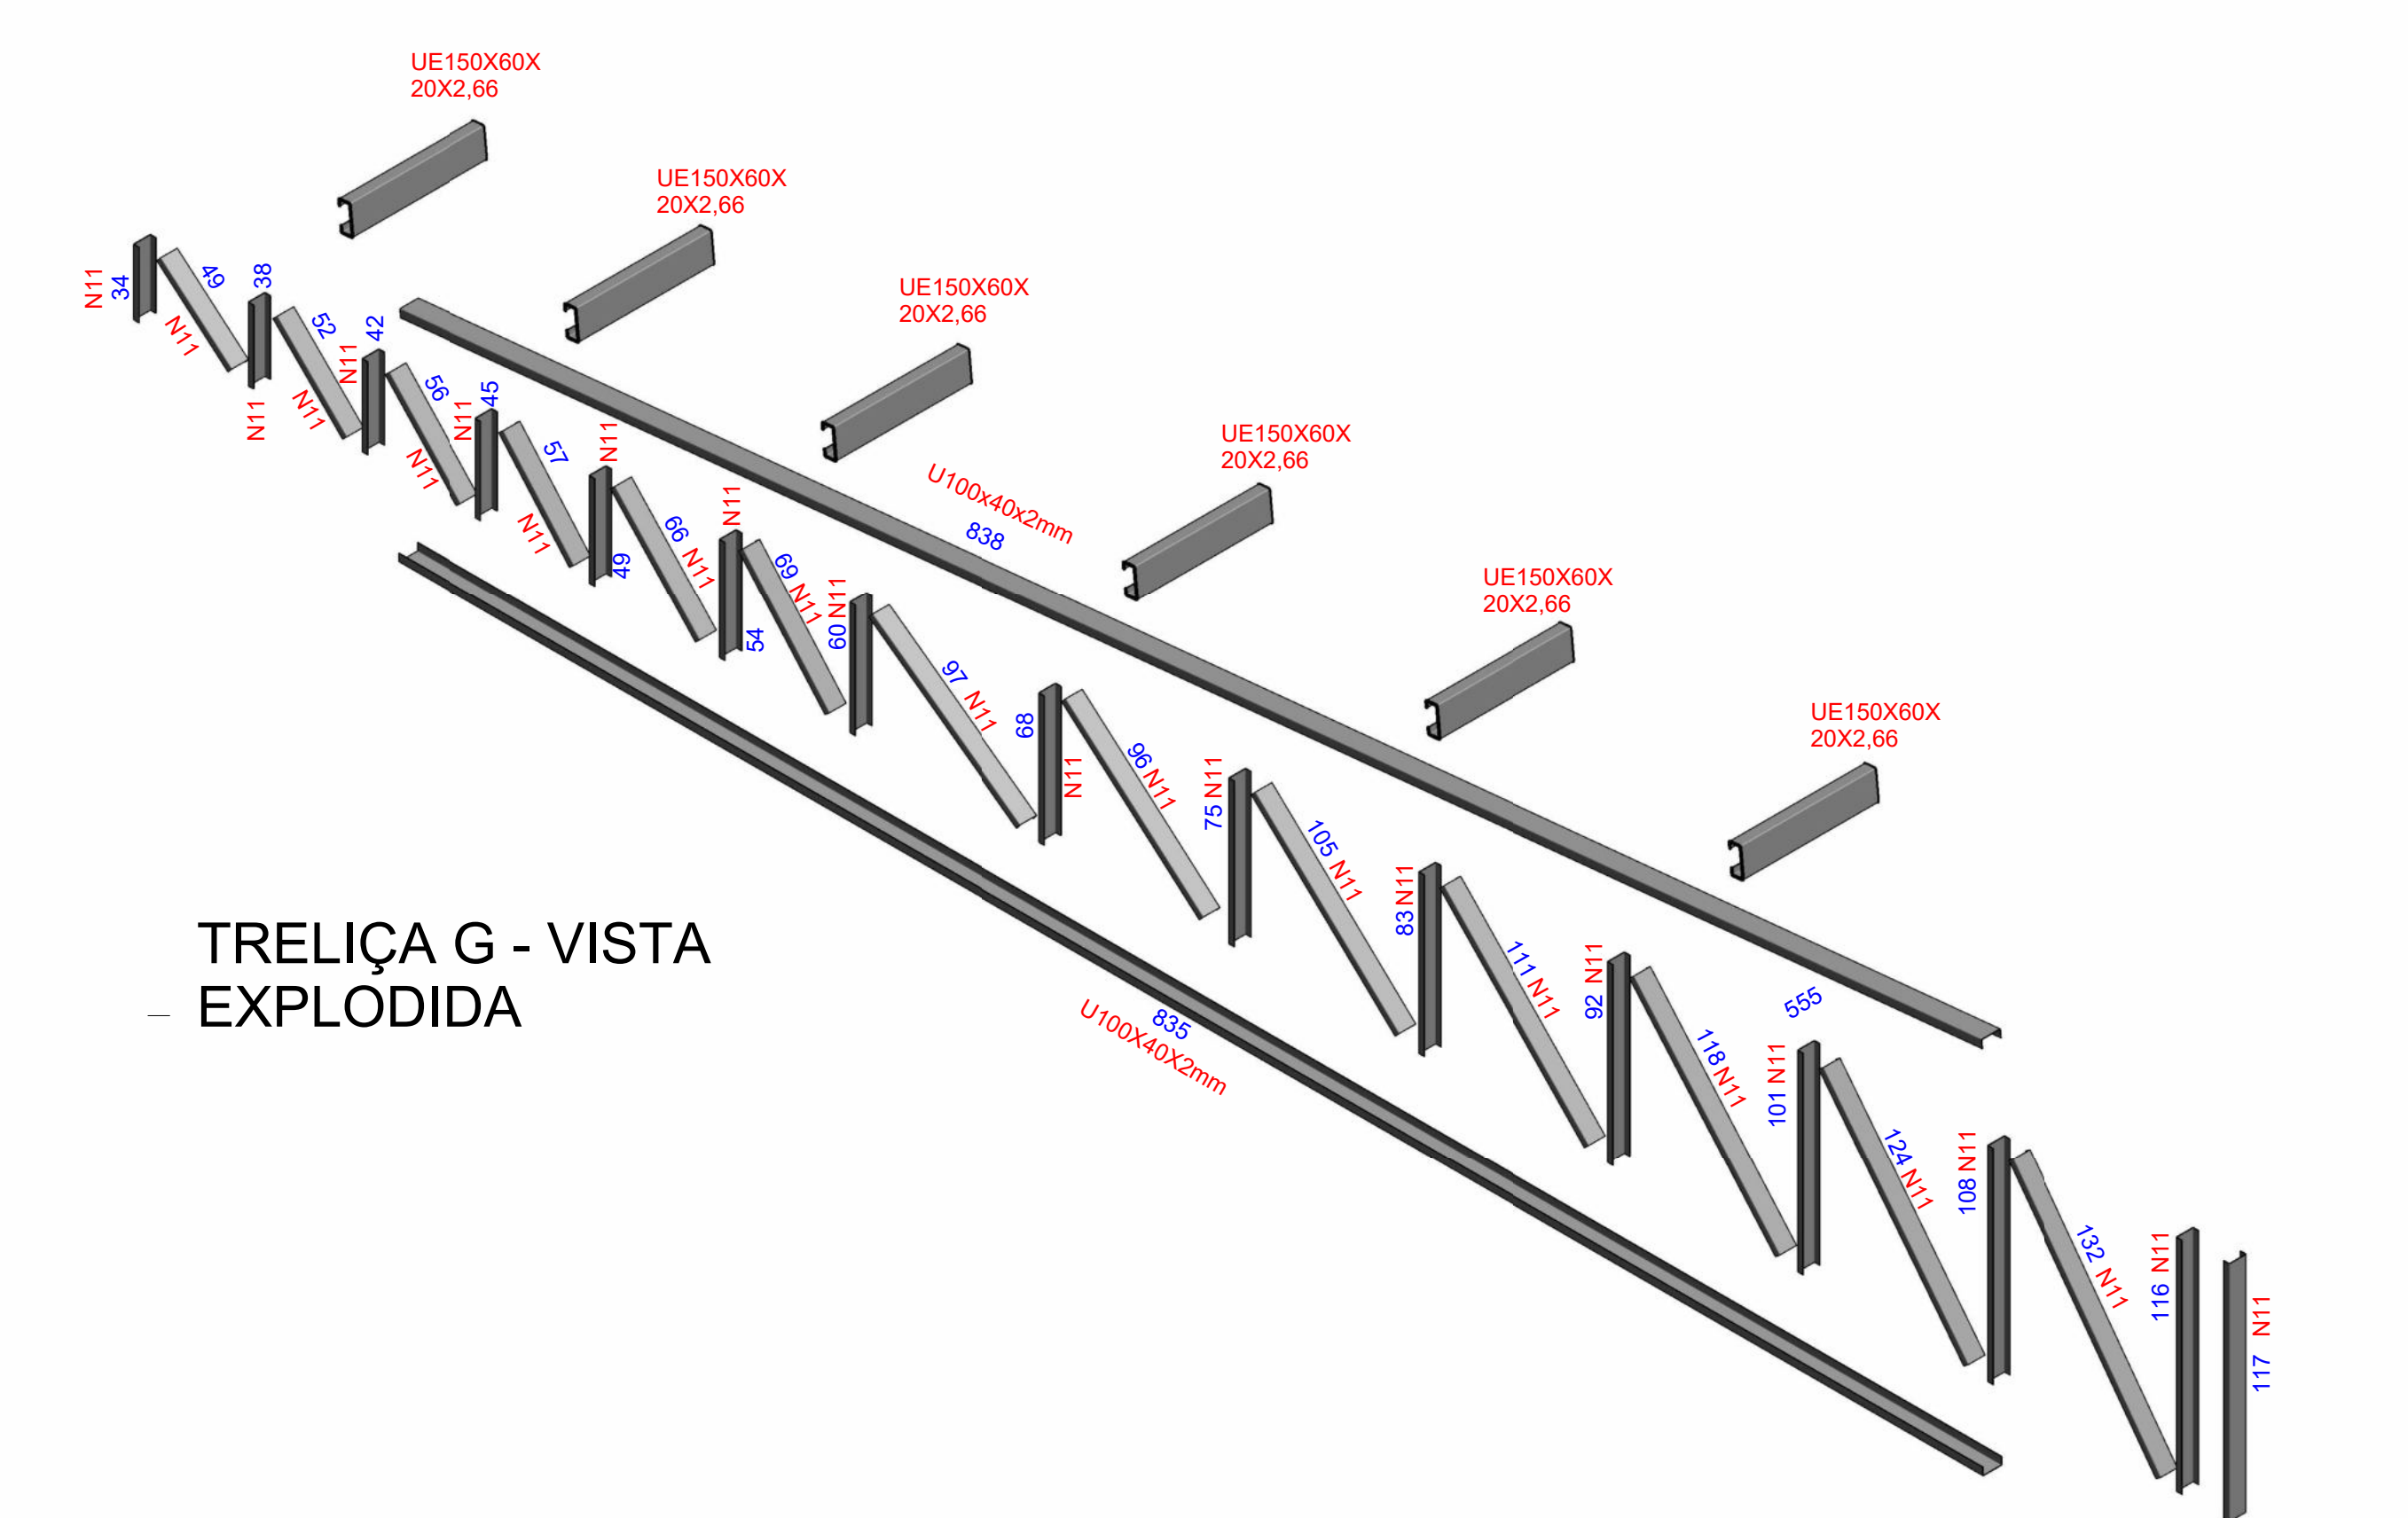 UE150X60X
20X2,66
UE150X60X
20X2,66
UE150X60X
20X2,66
UE150X60X
20X2,66
UE150X60X
20X2,66
UE150X60X
20X2,66
N11
34
49
N11
38
N11
52
N11
42
N11
56
N11
45
N11
57
N11
N11
49
66 N11
N11
54
69 N11
60 N11
97 N11
68
N11
96 N11
75 N11
105 N11
83 N11
111 N11
92 N11
118 N11
101 N11
124 N11
108 N11
132 N11
116 N11
117 N11
U100x40x2mm
838
555
835
U100X40X2mm
TRELIÇA G - VISTA
EXPLODIDA